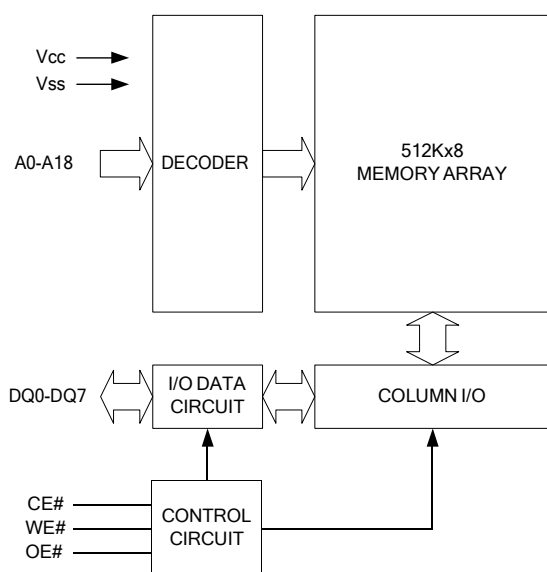 Vcc
Vss
A0-A18
DECODER
512Kx8
MEMORY ARRAY
DQ0-DQ7
I/O DATA
CIRCUIT
COLUMN I/O
CE#
WE#
OE#
CONTROL
CIRCUIT